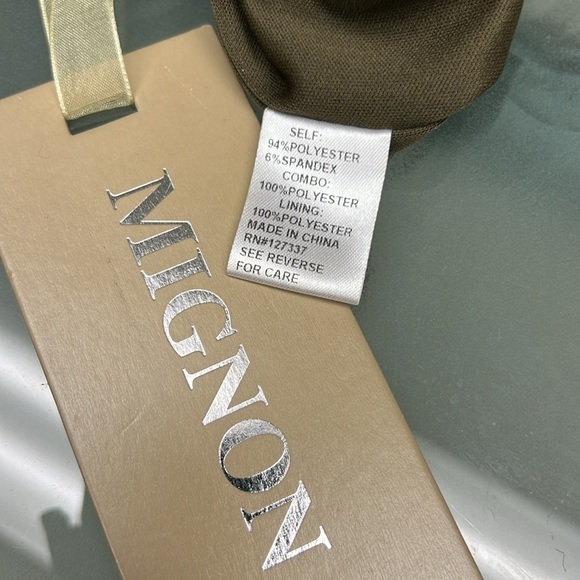 SELF:
94%POLYESTER
6%SPANDEX
COMBO:
100%POLYESTER
LINING:
100%POLYESTER
MADE IN CHINA
RN#127337
SEE REVERSE
FOR CARE
MIGNON